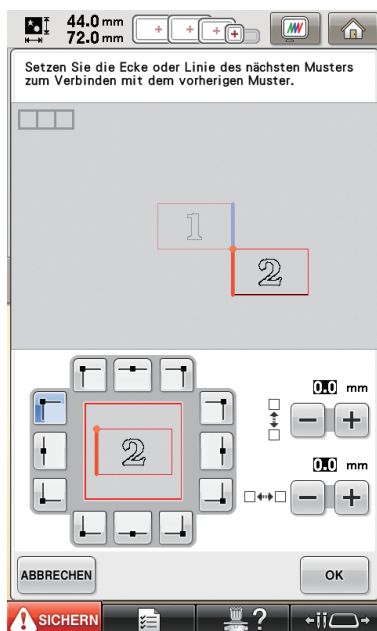 44.0 mm
72.0 mm
Setzen Sie die Ecke oder Linie des nächsten Musters
zum Verbinden mit dem vorherigen Muster.
1
2
2
0.0 mm
0.0 mm
ABBRECHEN
OK
SICHERN
?